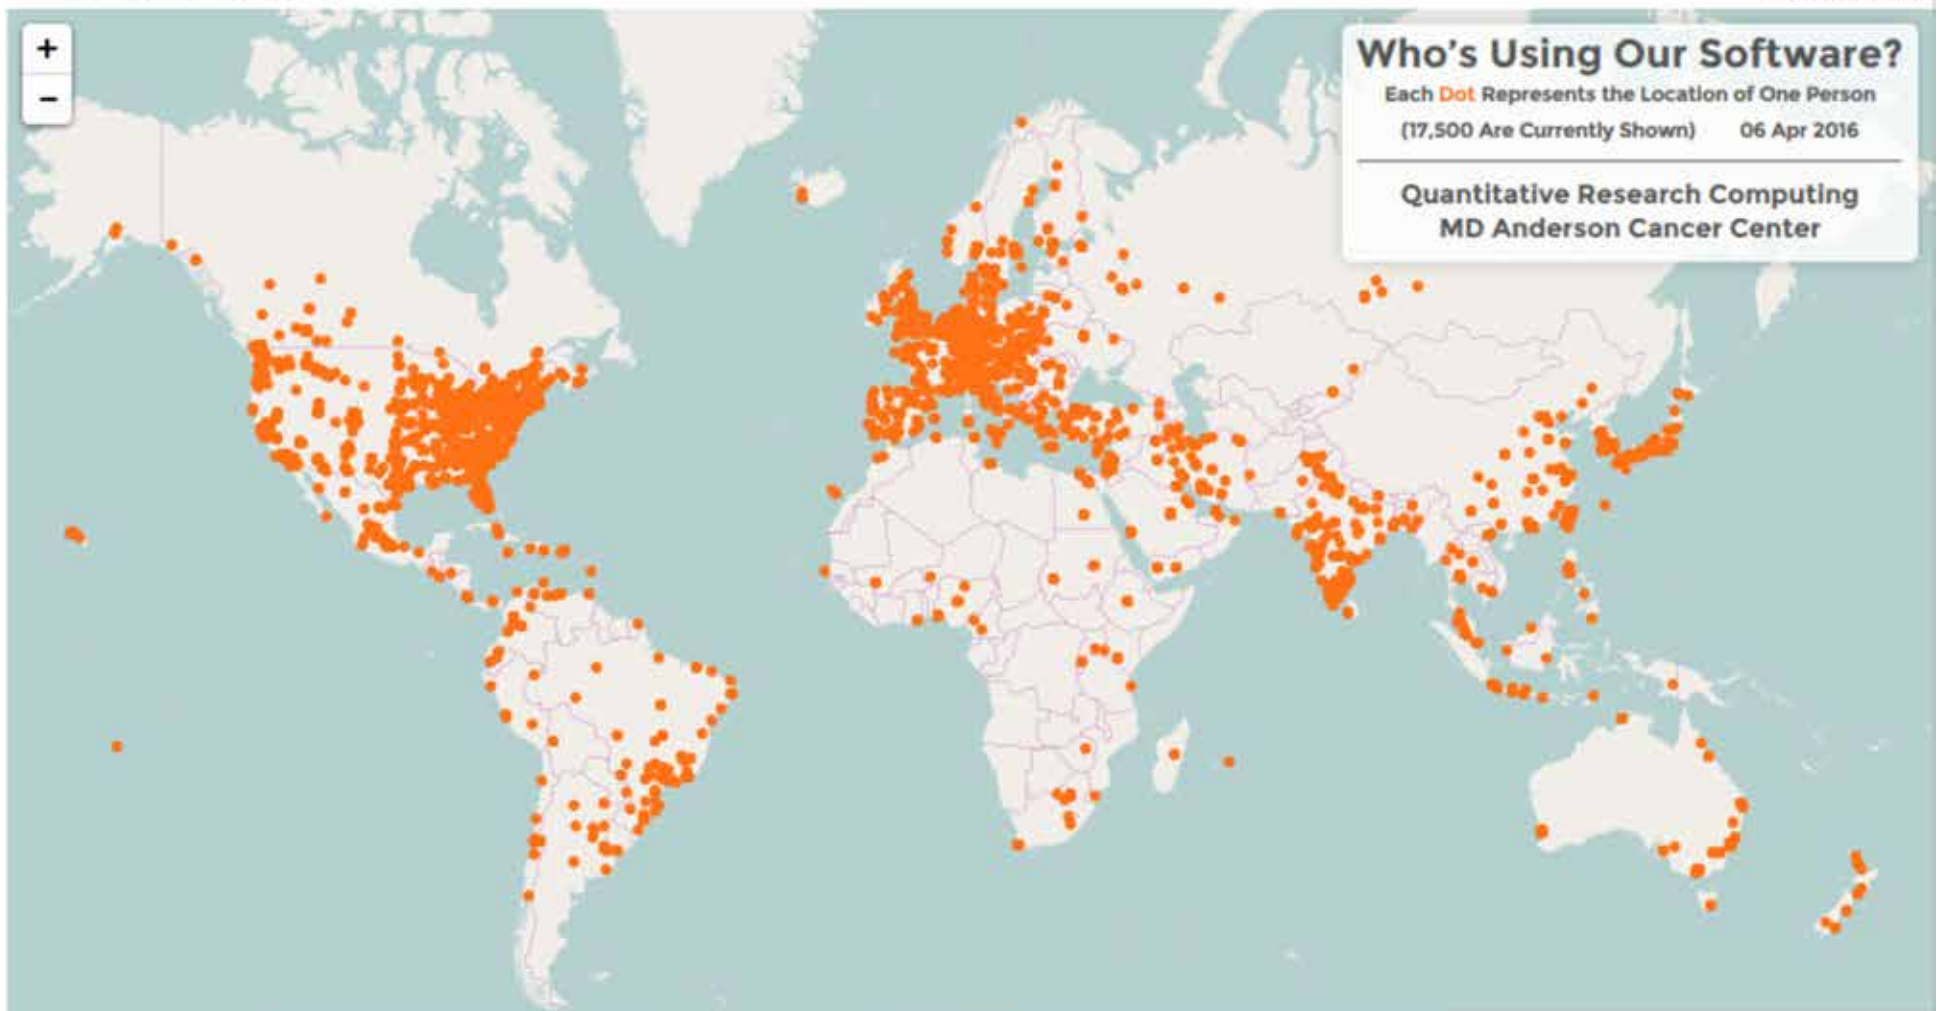 +
−
Who's Using Our Software?
Each Dot Represents the Location of One Person
(17,500 Are Currently Shown) 06 Apr 2016
Quantitative Research Computing
MD Anderson Cancer Center